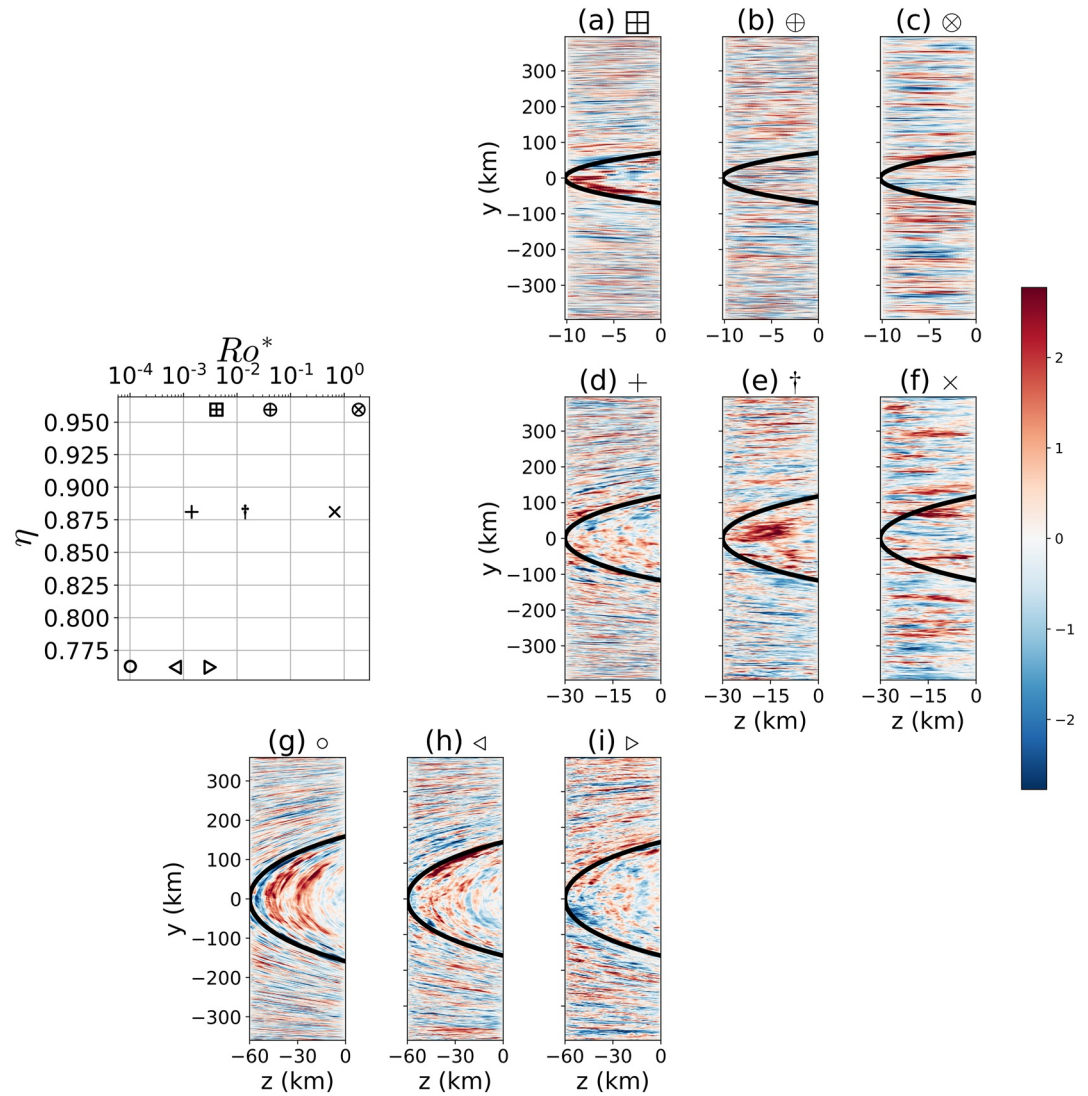 (a) ⊞ (b) ⊕ (c) ⊗
300
200
100
0
−100
−200
−300
y (km)
−10 −5 0 −10 −5 0 −10 −5 0
Ro*
10-4 10-3 10-2 10-1 100
0.950
0.925
0.900
0.875
0.850
0.825
0.800
0.775
η
(d) + (e) † (f) ×
300
200
100
0
−100
−200
−300
y (km)
−30 −15 0 −30 −15 0 −30 −15 0
z (km) z (km)
2
1
0
−1
−2
(g) ○ (h) ◁ (i) ▷
300
200
100
0
−100
−200
−300
y (km)
−60 −30 0 −60 −30 0 −60 −30 0
z (km) z (km) z (km)